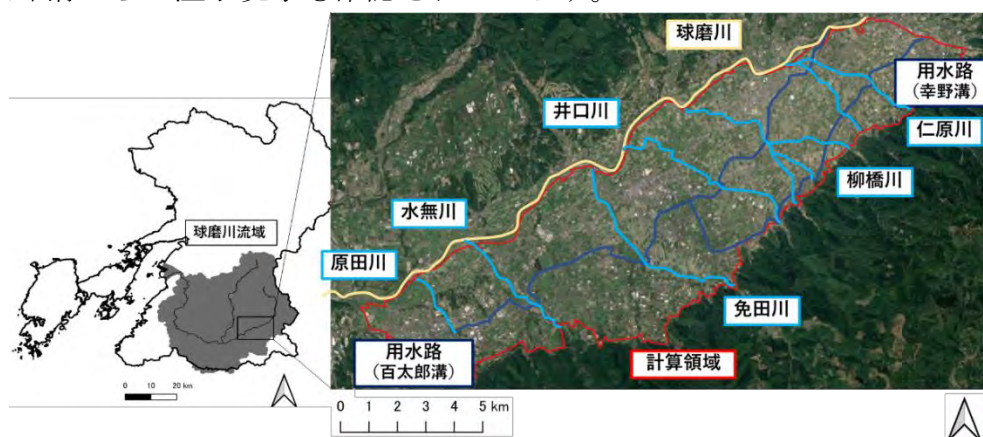 球磨川
用水路
(幸野溝)
井口川
仁原川
柳橋川
水無川
球磨川流域
原田川
免田川
用水路
(百太郎溝)
計算領域
0 10 20 km
0 1 2 3 4 5 km